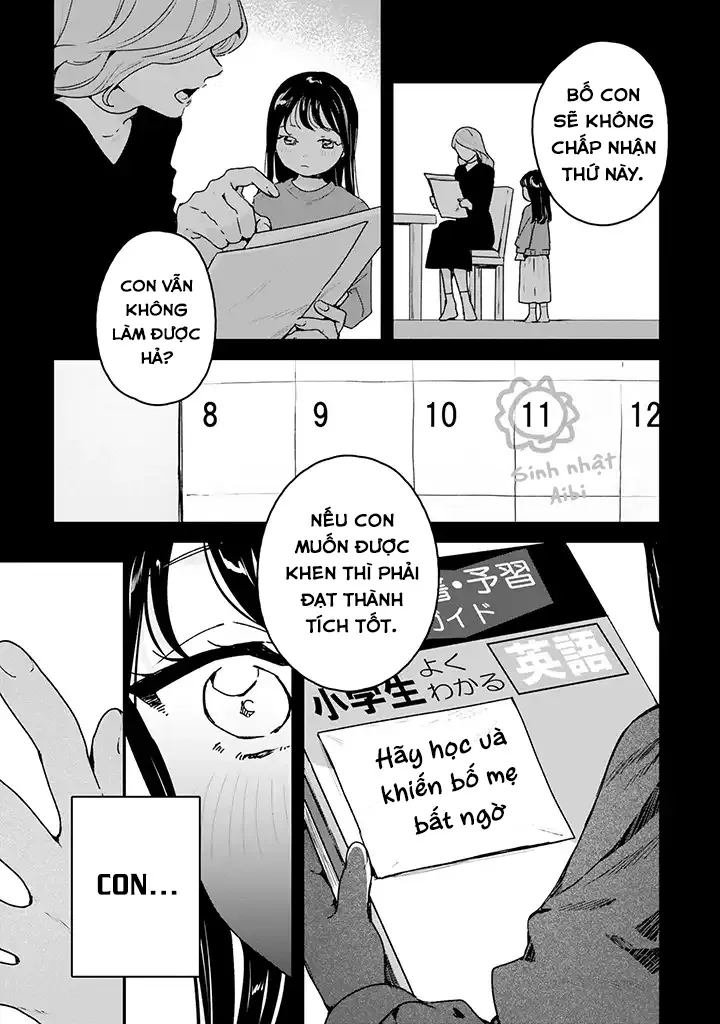 BỐ CON
SẼ KHÔNG
CHẤP NHẬN
THỨ NÀY.
CON VẪN
KHÔNG
LÀM ĐƯỢC
HẢ?
8 9 10 11 12
Sinh nhật
Aibi
NẾU CON
MUỐN ĐƯỢC
KHEN THÌ PHẢI
ĐẠT THÀNH
TÍCH TỐT.
・予習
ガイド
小学生
よく
わかる
英語
Hãy học và
khiến bố mẹ
bất ngờ
CON...